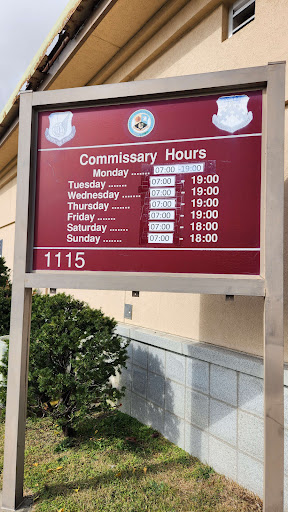 Commissary Hours
Monday ....... 07:00 - 19:00
Tuesday ....... 07:00 - 19:00
Wednesday ....... 07:00 - 19:00
Thursday ....... 07:00 - 19:00
Friday ....... 07:00 - 19:00
Saturday ....... 07:00 - 18:00
Sunday ....... 07:00 - 18:00
1115